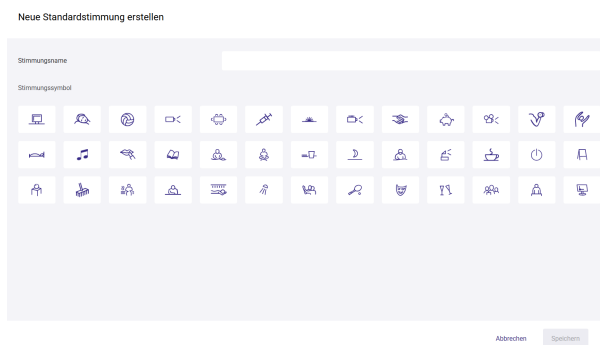 Neue Standardstimmung erstellen
Stimmungsname
Stimmungssymbol
Abbrechen
Speichern